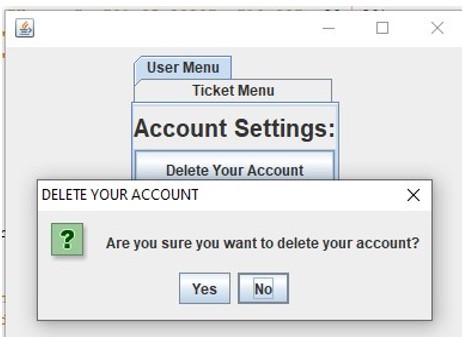 User Menu
Ticket Menu
Account Settings:
Delete Your Account
DELETE YOUR ACCOUNT
Are you sure you want to delete your account?
Yes No